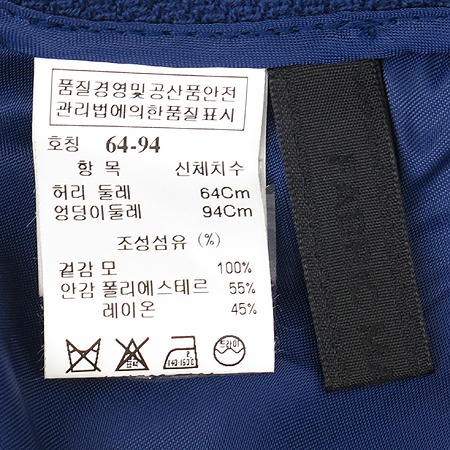 품질경영및공산품안전
관리법에의한품질표시
호칭 64-94
항 목 신체치수
허리 둘레 64Cm
엉덩이둘레 94Cm
조성섬유 (%)
겉감 모 100%
안감 폴리에스테르 55%
레이온 45%
드라이